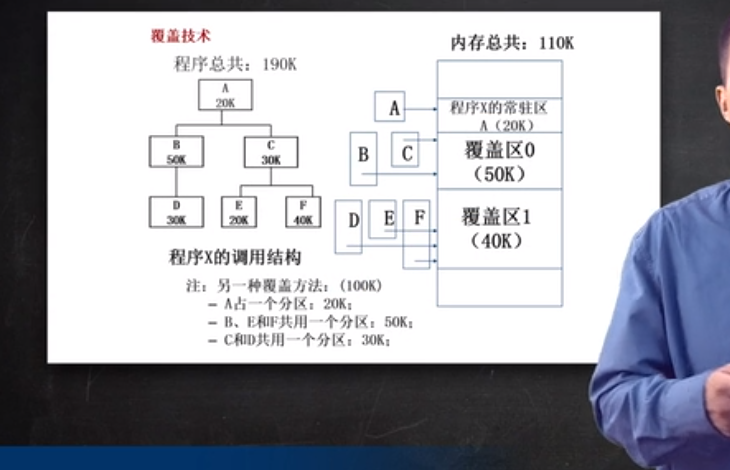 覆盖技术
程序总共：190K
A
20K
B
50K
C
30K
D
30K
E
20K
F
40K
程序X的调用结构
内存总共：110K
A
程序X的常驻区
A（20K）
B
C
覆盖区0
（50K）
D
E
F
覆盖区1
（40K）
注：另一种覆盖方法：(100K)
– A占一个分区：20K；
– B、E和F共用一个分区：50K；
– C和D共用一个分区：30K；